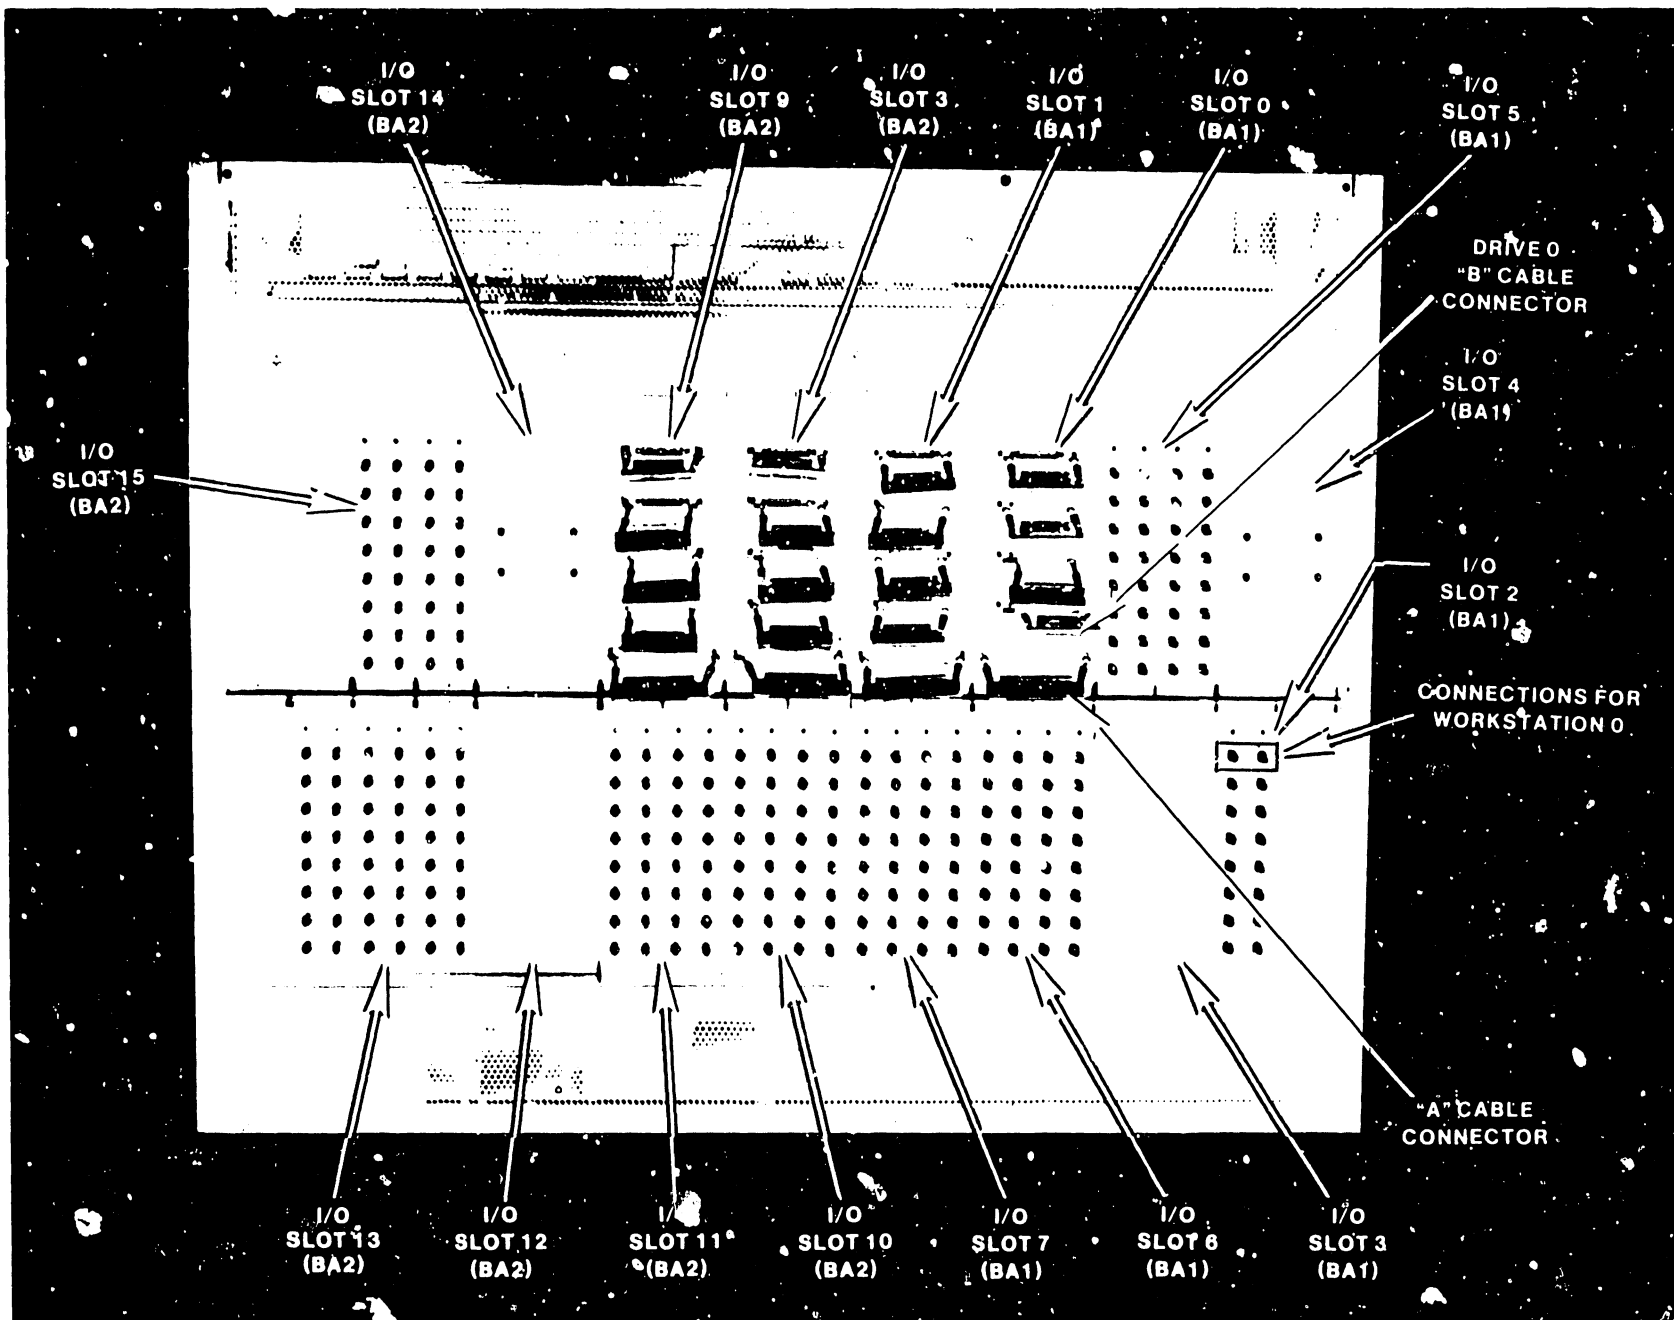 I/O
SLOT 14
(BA2)
I/O
SLOT 9
(BA2)
I/O
SLOT 3
(BA2)
I/O
SLOT 1
(BA1)
I/O
SLOT 0
(BA1)
I/O
SLOT 5
(BA1)
DRIVE 0
"B" CABLE
CONNECTOR
I/O
SLOT 4
(BA1)
I/O
SLOT 15
(BA2)
I/O
SLOT 2
(BA1)
CONNECTIONS FOR
WORKSTATION 0
"A" CABLE
CONNECTOR
I/O
SLOT 13
(BA2)
I/O
SLOT 12
(BA2)
I/O
SLOT 11
(BA2)
I/O
SLOT 10
(BA2)
I/O
SLOT 7
(BA1)
I/O
SLOT 6
(BA1)
I/O
SLOT 3
(BA1)